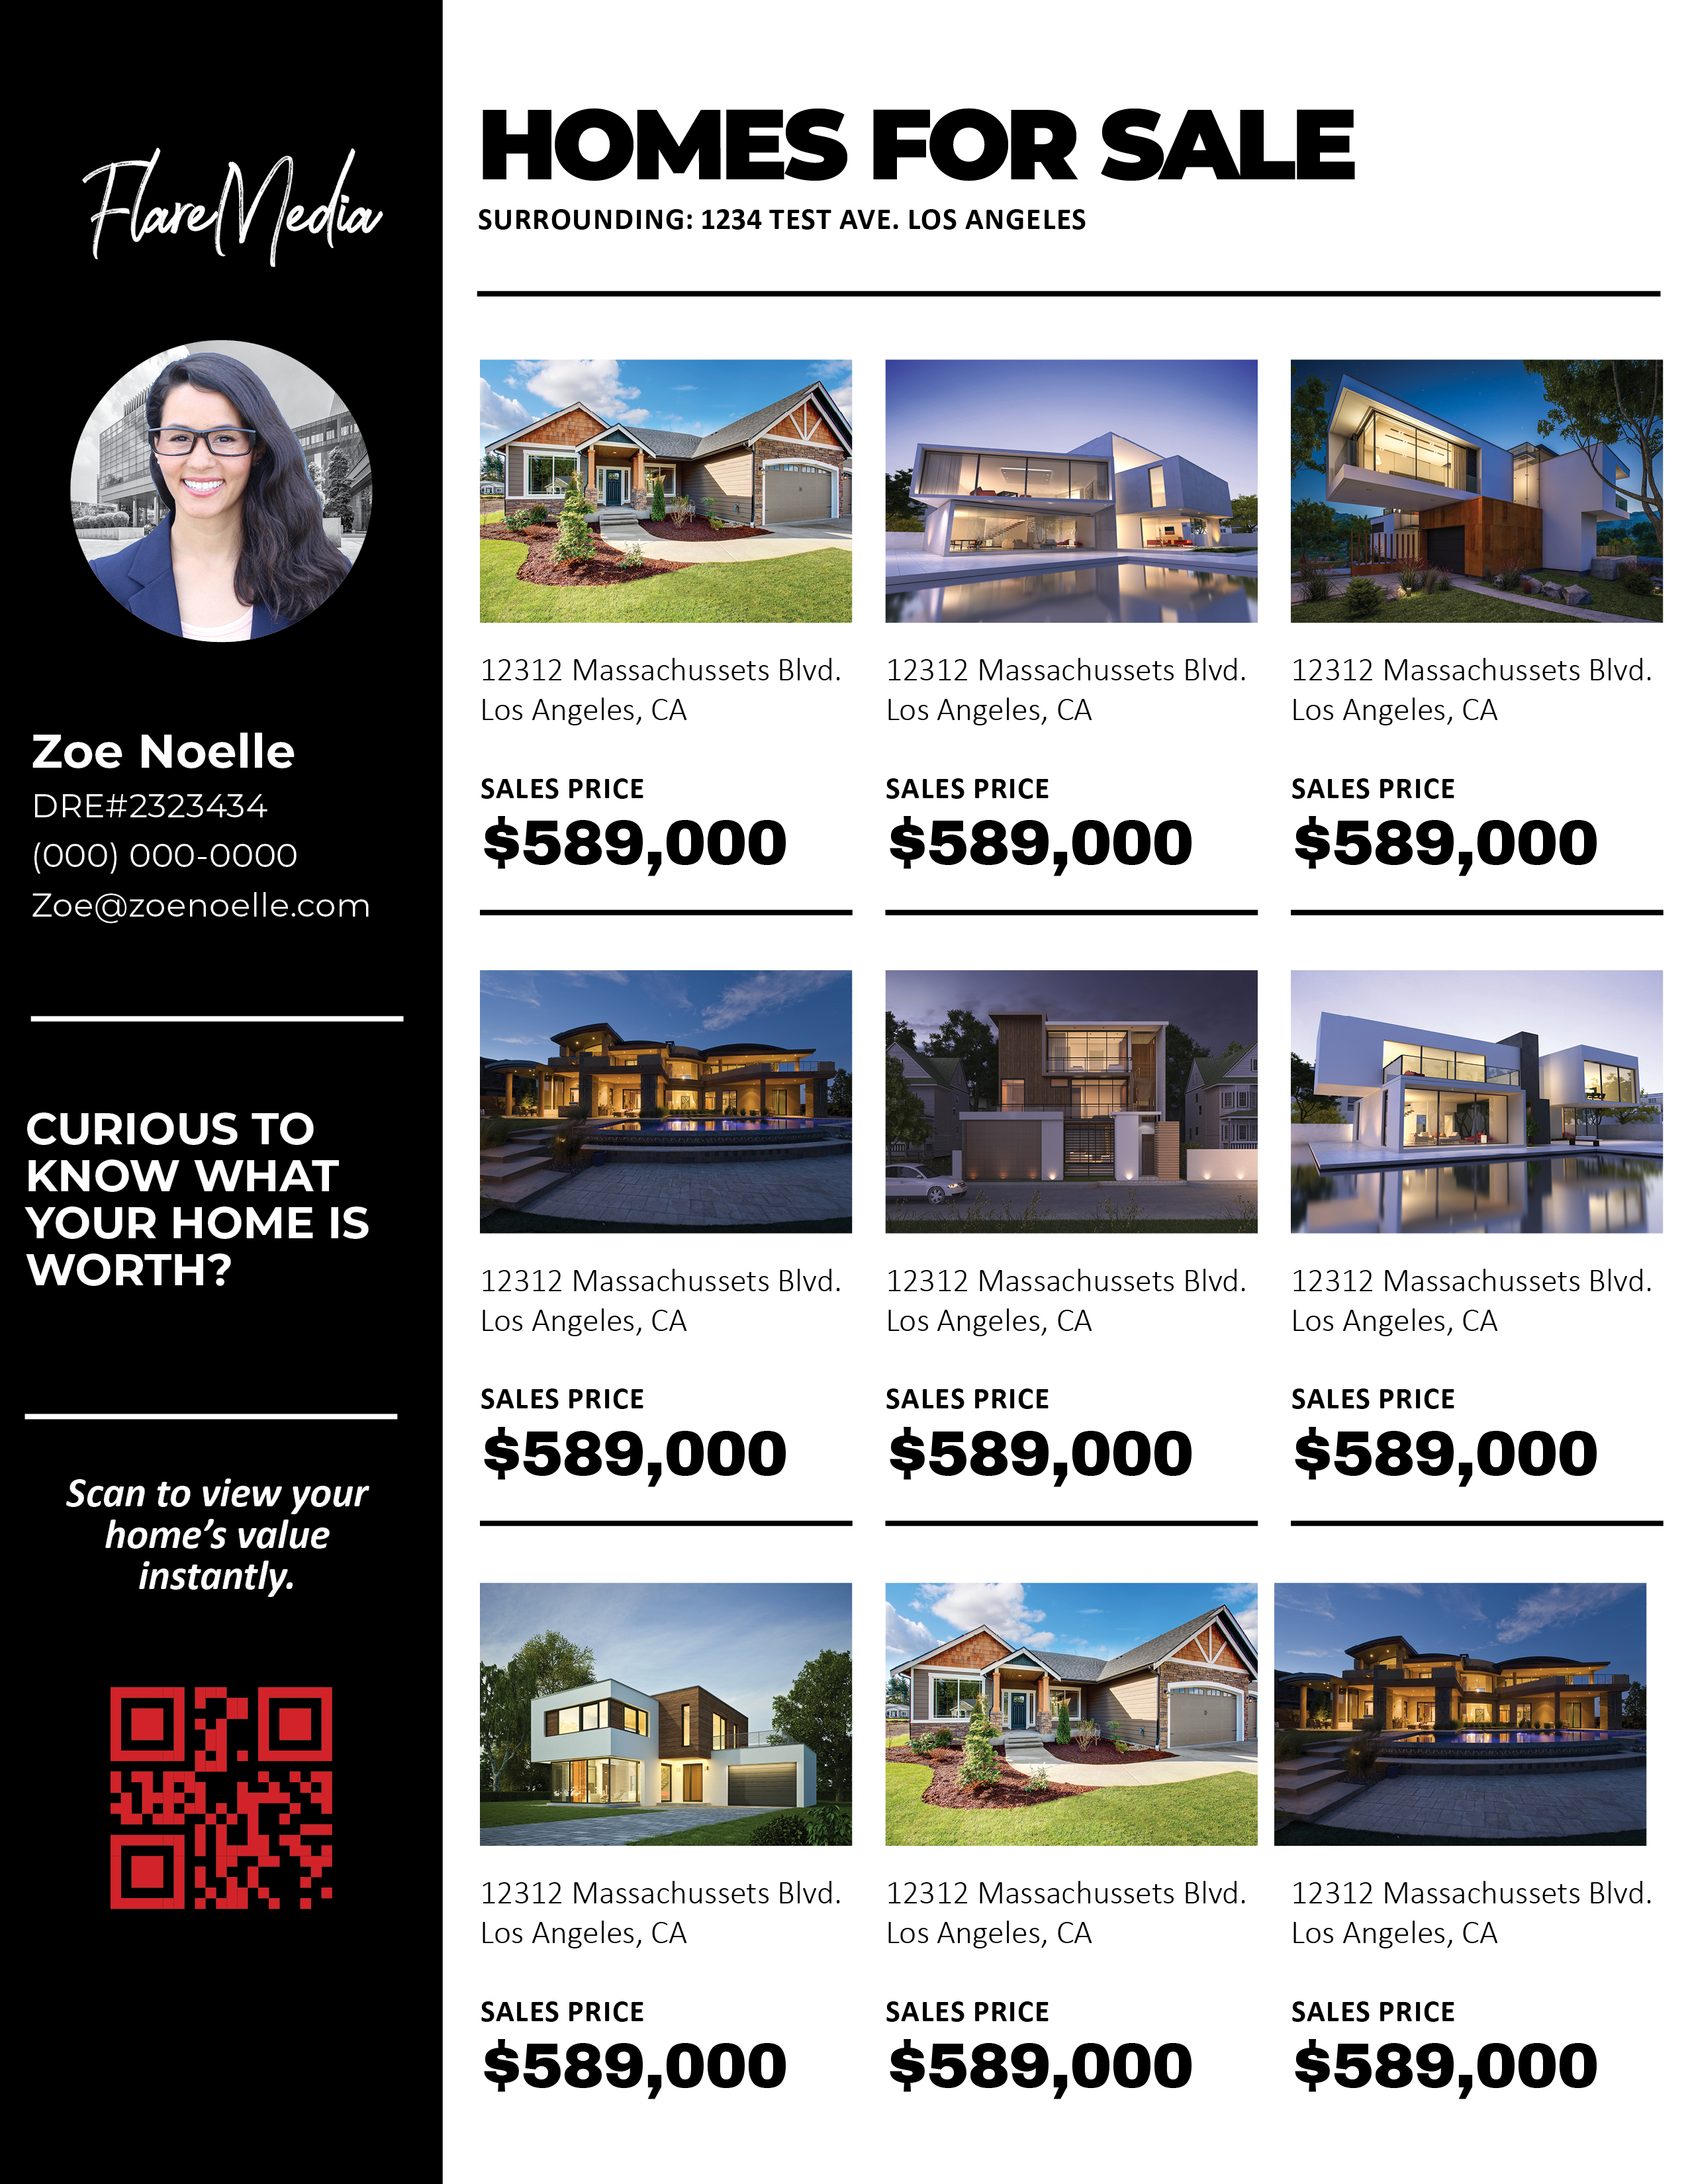 FlareMedia
Zoe Noelle
DRE#2323434
(000) 000-0000
Zoe@zoenoelle.com
CURIOUS TO
KNOW WHAT
YOUR HOME IS
WORTH?
Scan to view your
home’s value
instantly.
HOMES FOR SALE
SURROUNDING: 1234 TEST AVE. LOS ANGELES
12312 Massachussets Blvd.
Los Angeles, CA
SALES PRICE
$589,000
12312 Massachussets Blvd.
Los Angeles, CA
SALES PRICE
$589,000
12312 Massachussets Blvd.
Los Angeles, CA
SALES PRICE
$589,000
12312 Massachussets Blvd.
Los Angeles, CA
SALES PRICE
$589,000
12312 Massachussets Blvd.
Los Angeles, CA
SALES PRICE
$589,000
12312 Massachussets Blvd.
Los Angeles, CA
SALES PRICE
$589,000
12312 Massachussets Blvd.
Los Angeles, CA
SALES PRICE
$589,000
12312 Massachussets Blvd.
Los Angeles, CA
SALES PRICE
$589,000
12312 Massachussets Blvd.
Los Angeles, CA
SALES PRICE
$589,000